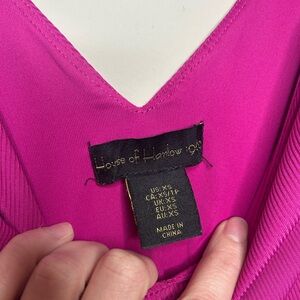 House of Harlow 1960
US:XS
CA:XS/TP
UK:XS
EU:XS
AU:XS
MADE IN
CHINA